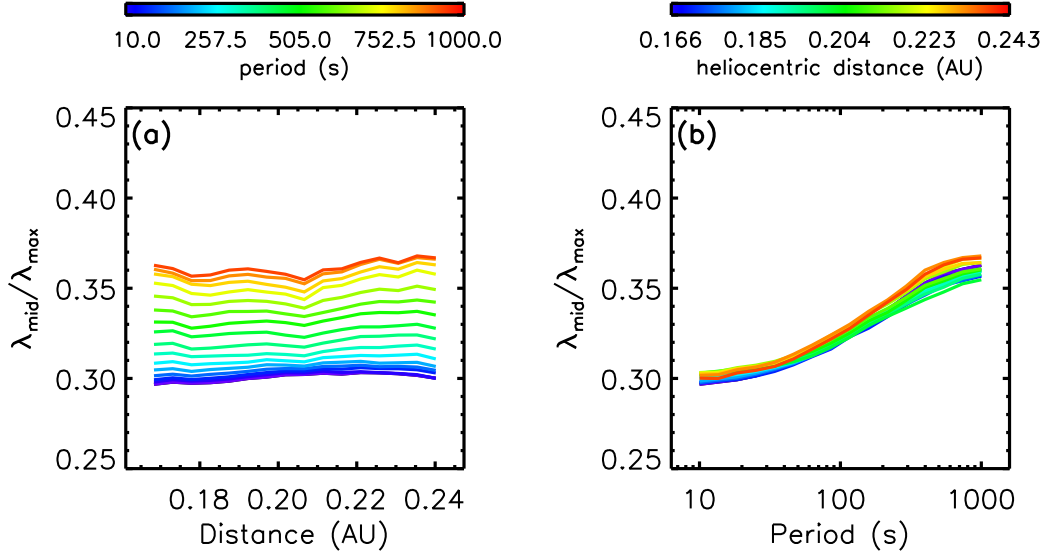 10.0 257.5 505.0 752.5 1000.0
period (s)
0.166 0.185 0.204 0.223 0.243
heliocentric distance (AU)
(a)
0.45
0.40
0.35
0.30
0.25
λmid/λmax
0.18 0.20 0.22 0.24
Distance (AU)
(b)
0.45
0.40
0.35
0.30
0.25
λmid/λmax
10 100 1000
Period (s)